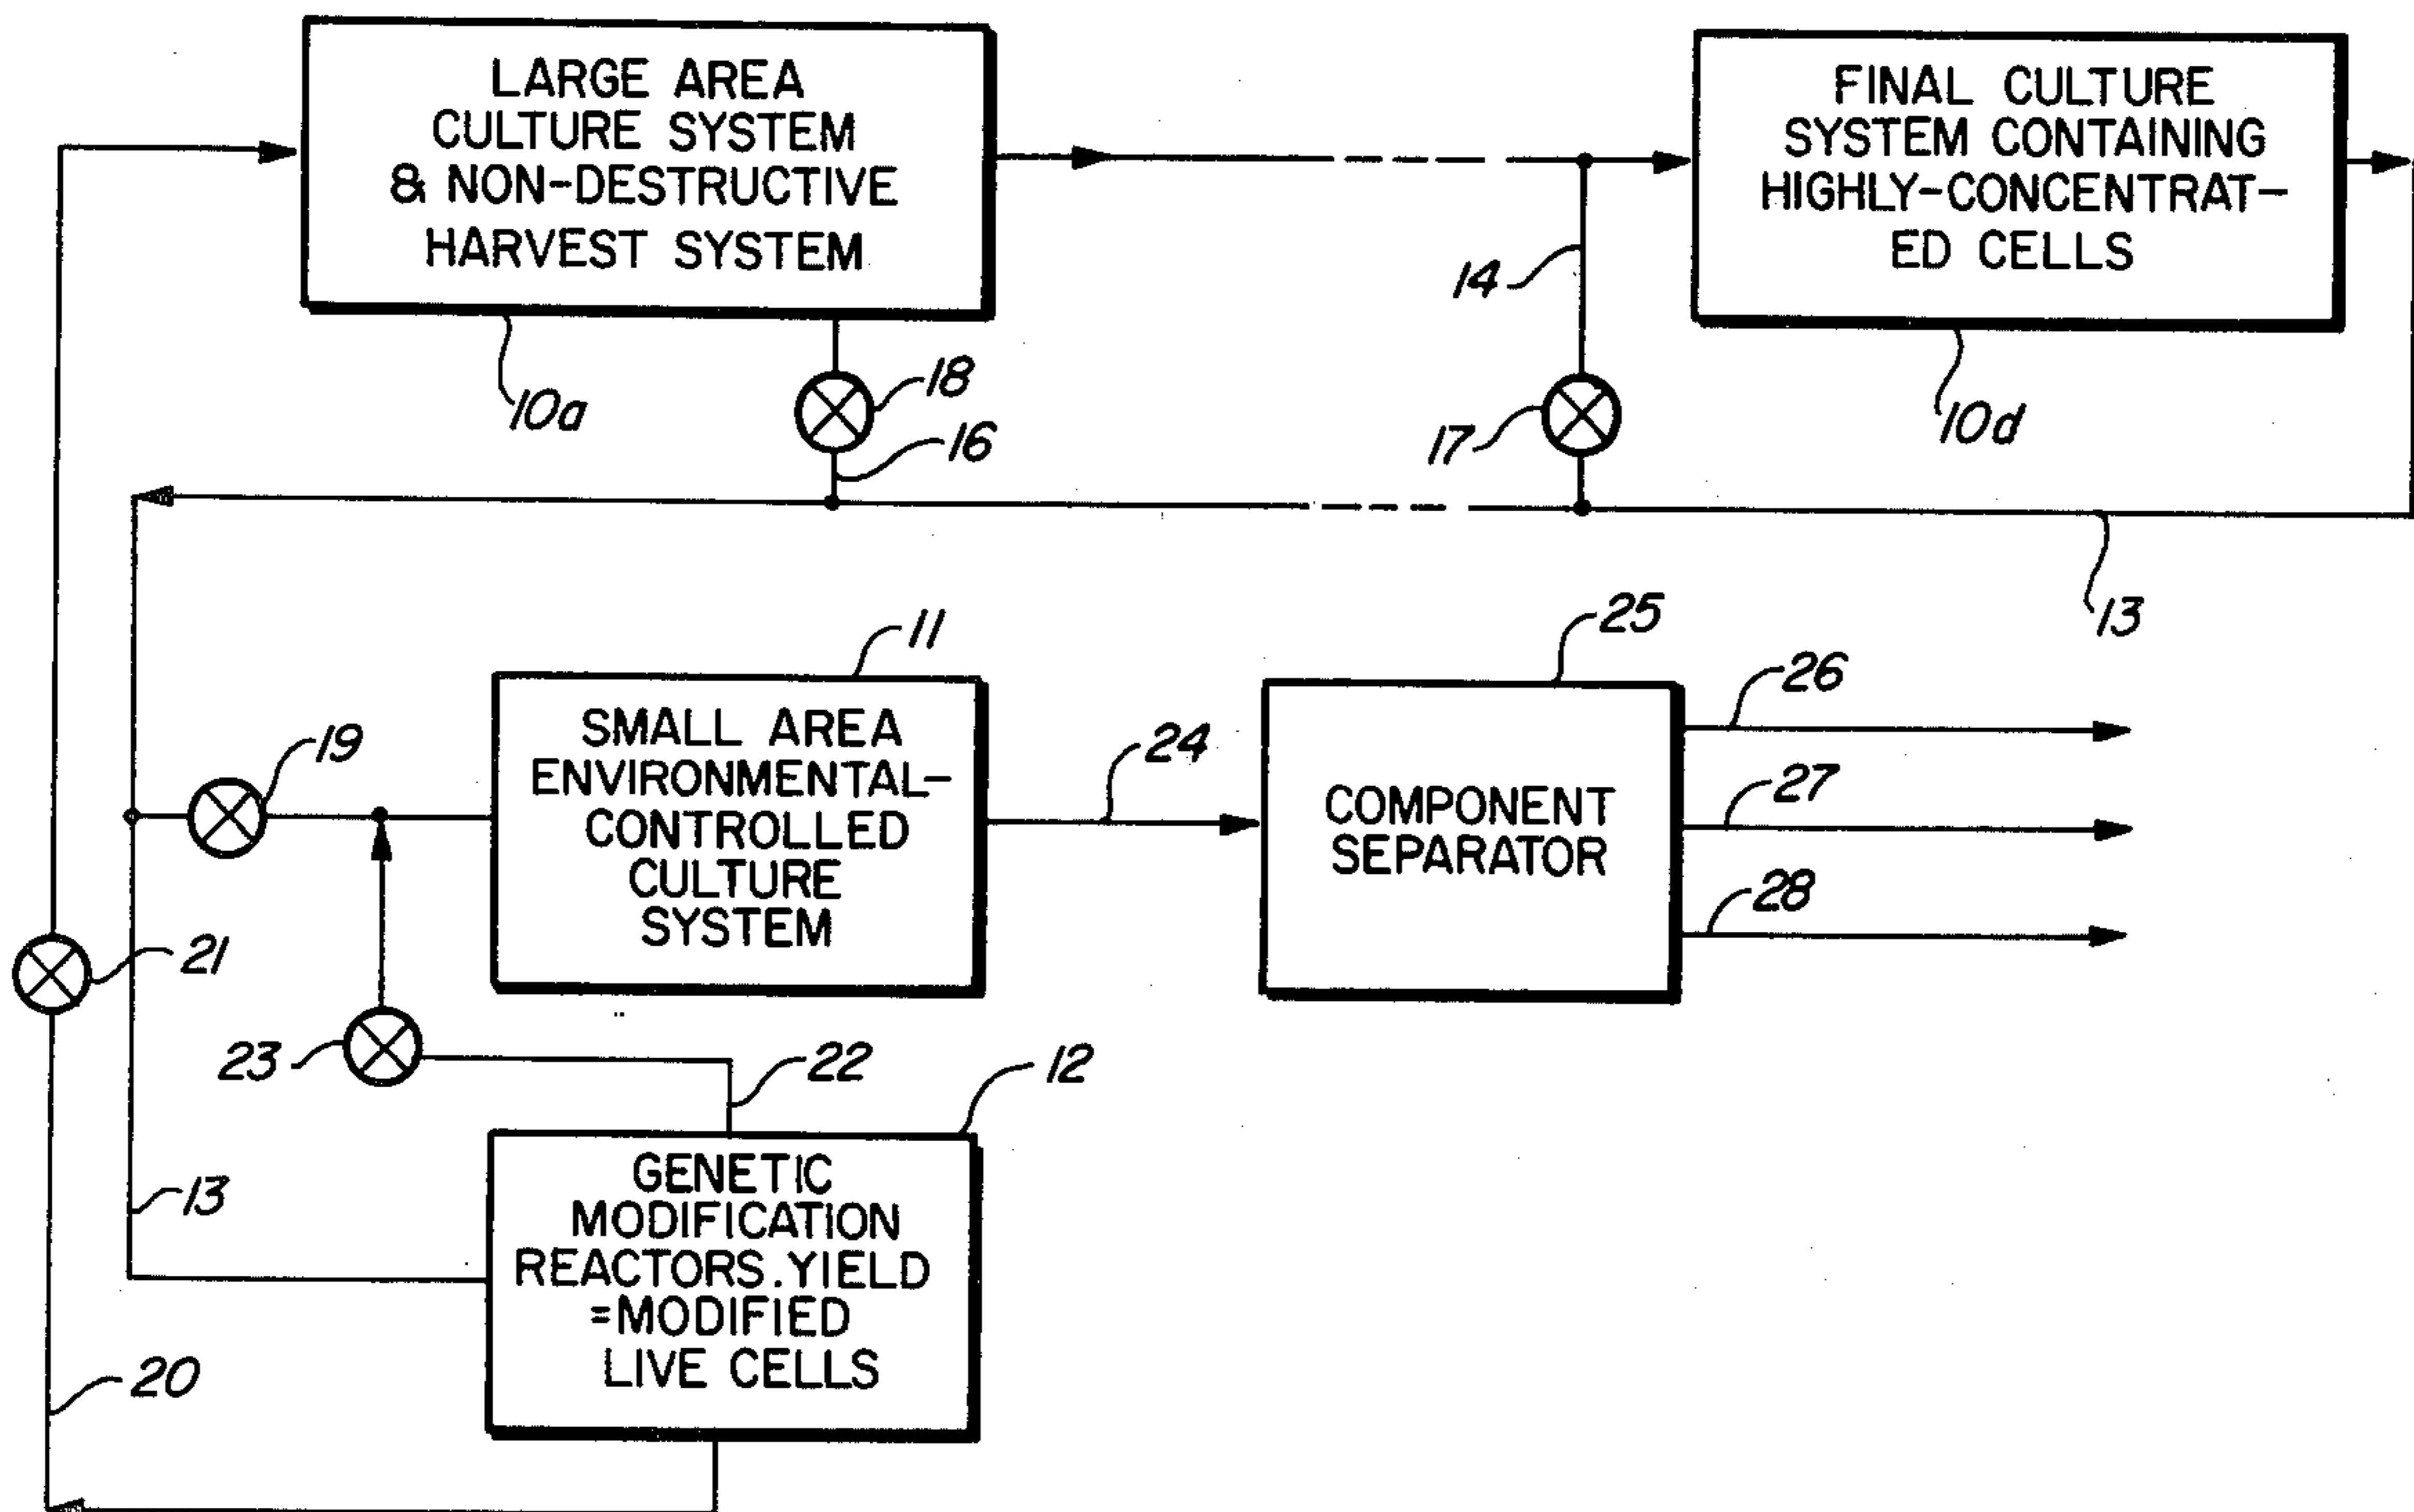 LARGE AREA
CULTURE SYSTEM
& NON-DESTRUCTIVE
HARVEST SYSTEM
FINAL CULTURE
SYSTEM CONTAINING
HIGHLY-CONCENTRAT-
ED CELLS
14
10a
18
16
17
10d
13
11
25
26
SMALL AREA
ENVIRONMENTAL-
CONTROLLED
CULTURE
SYSTEM
19
24
27
COMPONENT
SEPARATOR
28
21
23
22
12
13
GENETIC
MODIFICATION
REACTORS.YIELD
=MODIFIED
LIVE CELLS
20